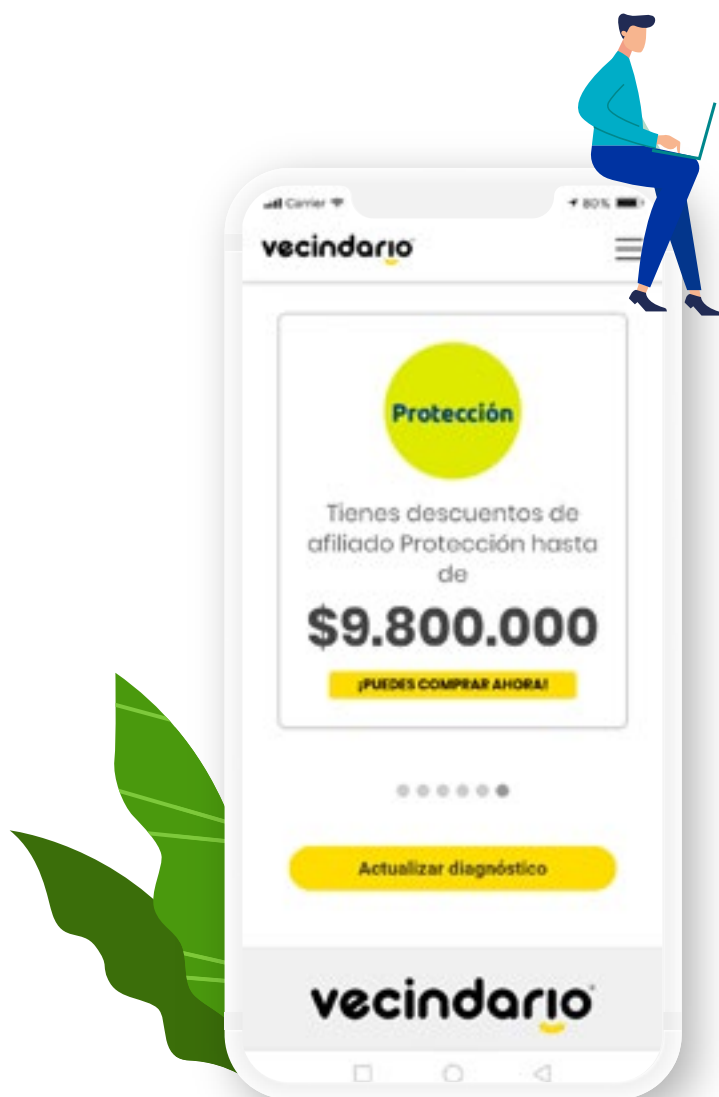 Carrier
80%
vecindario
Protección
Tienes descuentos de
afiliado Protección hasta
de
$9.800.000
¡PUEDES COMPRAR AHORA!
Actualizar diagnóstico
vecindario